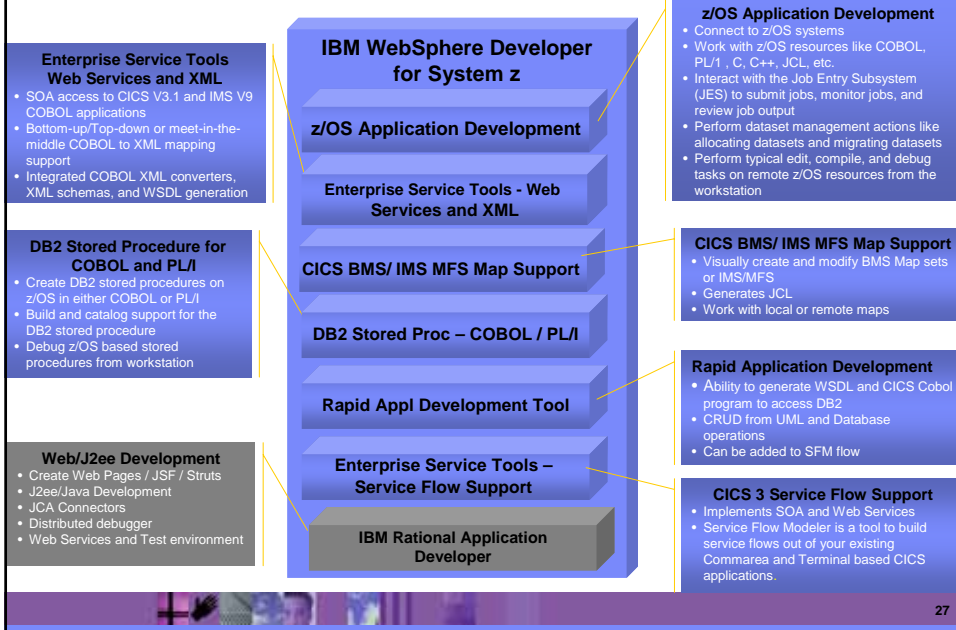 IBM WebSphere Developer
for System z
z/OS Application Development
Enterprise Service Tools - Web
Services and XML
CICS BMS/ IMS MFS Map Support
DB2 Stored Proc – COBOL / PL/I
Rapid Appl Development Tool
Enterprise Service Tools –
Service Flow Support
IBM Rational Application
Developer
Enterprise Service Tools
Web Services and XML
• SOA access to CICS V3.1 and IMS V9
COBOL applications
• Bottom-up/Top-down or meet-in-the-
middle COBOL to XML mapping
support
• Integrated COBOL XML converters,
XML schemas, and WSDL generation
DB2 Stored Procedure for
COBOL and PL/I
• Create DB2 stored procedures on
z/OS in either COBOL or PL/I
• Build and catalog support for the
DB2 stored procedure
• Debug z/OS based stored
procedures from workstation
Web/J2ee Development
• Create Web Pages / JSF / Struts
• J2ee/Java Development
• JCA Connectors
• Distributed debugger
• Web Services and Test environment
z/OS Application Development
• Connect to z/OS systems
• Work with z/OS resources like COBOL,
PL/1 , C, C++, JCL, etc.
• Interact with the Job Entry Subsystem
(JES) to submit jobs, monitor jobs, and
review job output
• Perform dataset management actions like
allocating datasets and migrating datasets
• Perform typical edit, compile, and debug
tasks on remote z/OS resources from the
workstation
CICS BMS/ IMS MFS Map Support
• Visually create and modify BMS Map sets
or IMS/MFS
• Generates JCL
• Work with local or remote maps
Rapid Application Development
• Ability to generate WSDL and CICS Cobol
program to access DB2
• CRUD from UML and Database
operations
• Can be added to SFM flow
CICS 3 Service Flow Support
• Implements SOA and Web Services
• Service Flow Modeler is a tool to build
service flows out of your existing
Commarea and Terminal based CICS
applications.
27